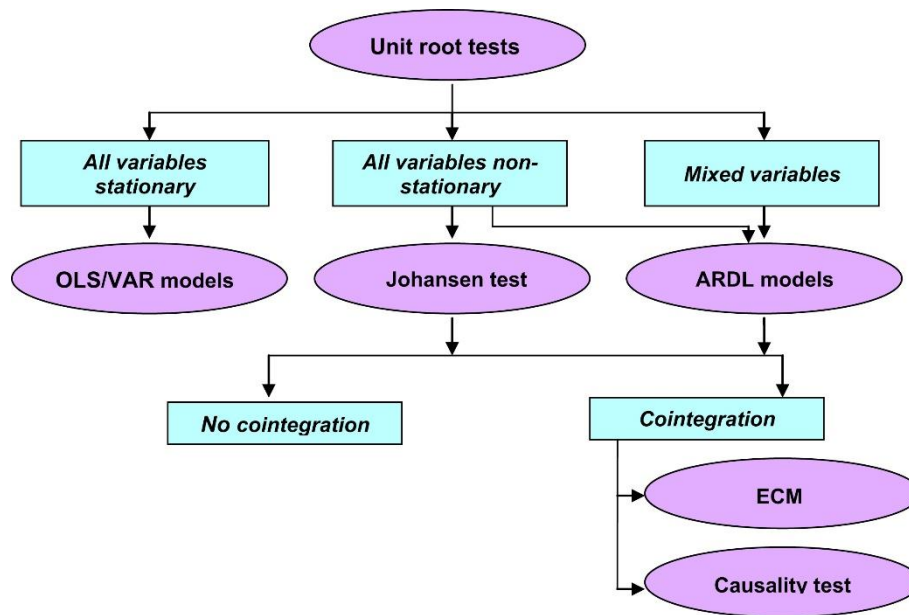 Unit root tests
All variables
stationary
All variables non-
stationary
Mixed variables
OLS/VAR models
Johansen test
ARDL models
No cointegration
Cointegration
ECM
Causality test